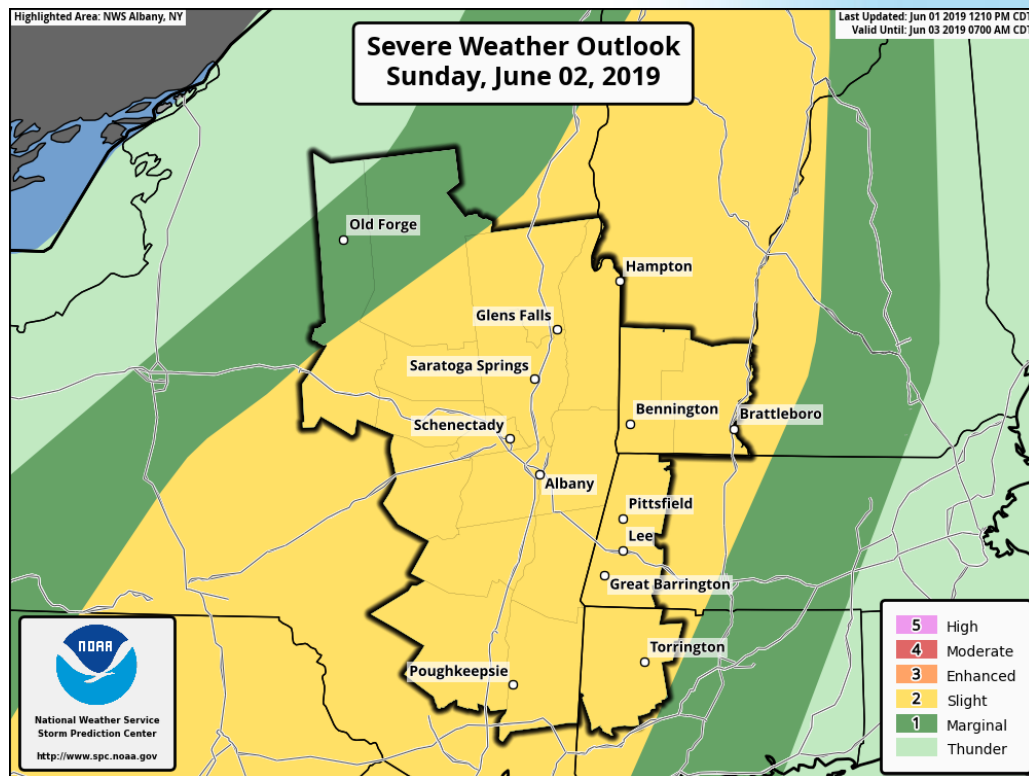 Highlighted Area: NWS Albany, NY
Last Updated: Jun 01 2019 1210 PM CDT
Valid Until: Jun 03 2019 0700 AM CDT
Severe Weather Outlook
Sunday, June 02, 2019
Old Forge
Hampton
Glens Falls
Saratoga Springs
Bennington
Brattleboro
Schenectady
Albany
Pittsfield
Lee
Great Barrington
Torrington
Poughkeepsie
NOAA
National Weather Service
Storm Prediction Center
http://www.spc.noaa.gov
5 High
4 Moderate
3 Enhanced
2 Slight
1 Marginal
Thunder